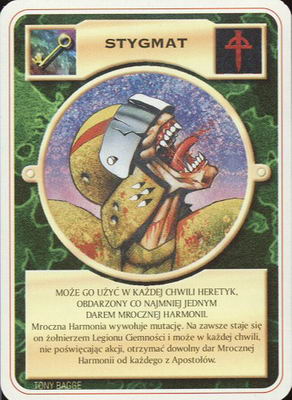 STYGMAT
MOŻE GO UŻYĆ W KAŻDEJ CHWILI HERETYK,
OBDARZONY CO NAJMNIEJ JEDNYM
DAREM MROCZNEJ HARMONII.
Mroczna Harmonia wywołuje mutację. Na zawsze staje się
on żołnierzem Legionu Ciemności i może w każdej chwili,
nie poświęcając akcji, otrzymać dowolny dar Mrocznej
Harmonii od każdego z Apostołów.
TONY BAGGE